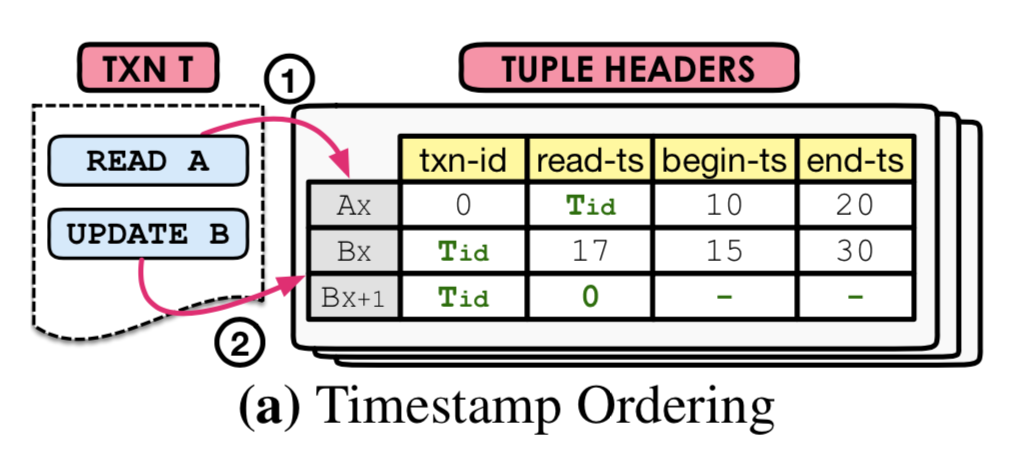 TXN T
①
TUPLE HEADERS
READ A
UPDATE B
②
txn-id read-ts begin-ts end-ts
Ax 0 Tid 10 20
Bx Tid 17 15 30
Bx+1 Tid 0 – –
(a) Timestamp Ordering